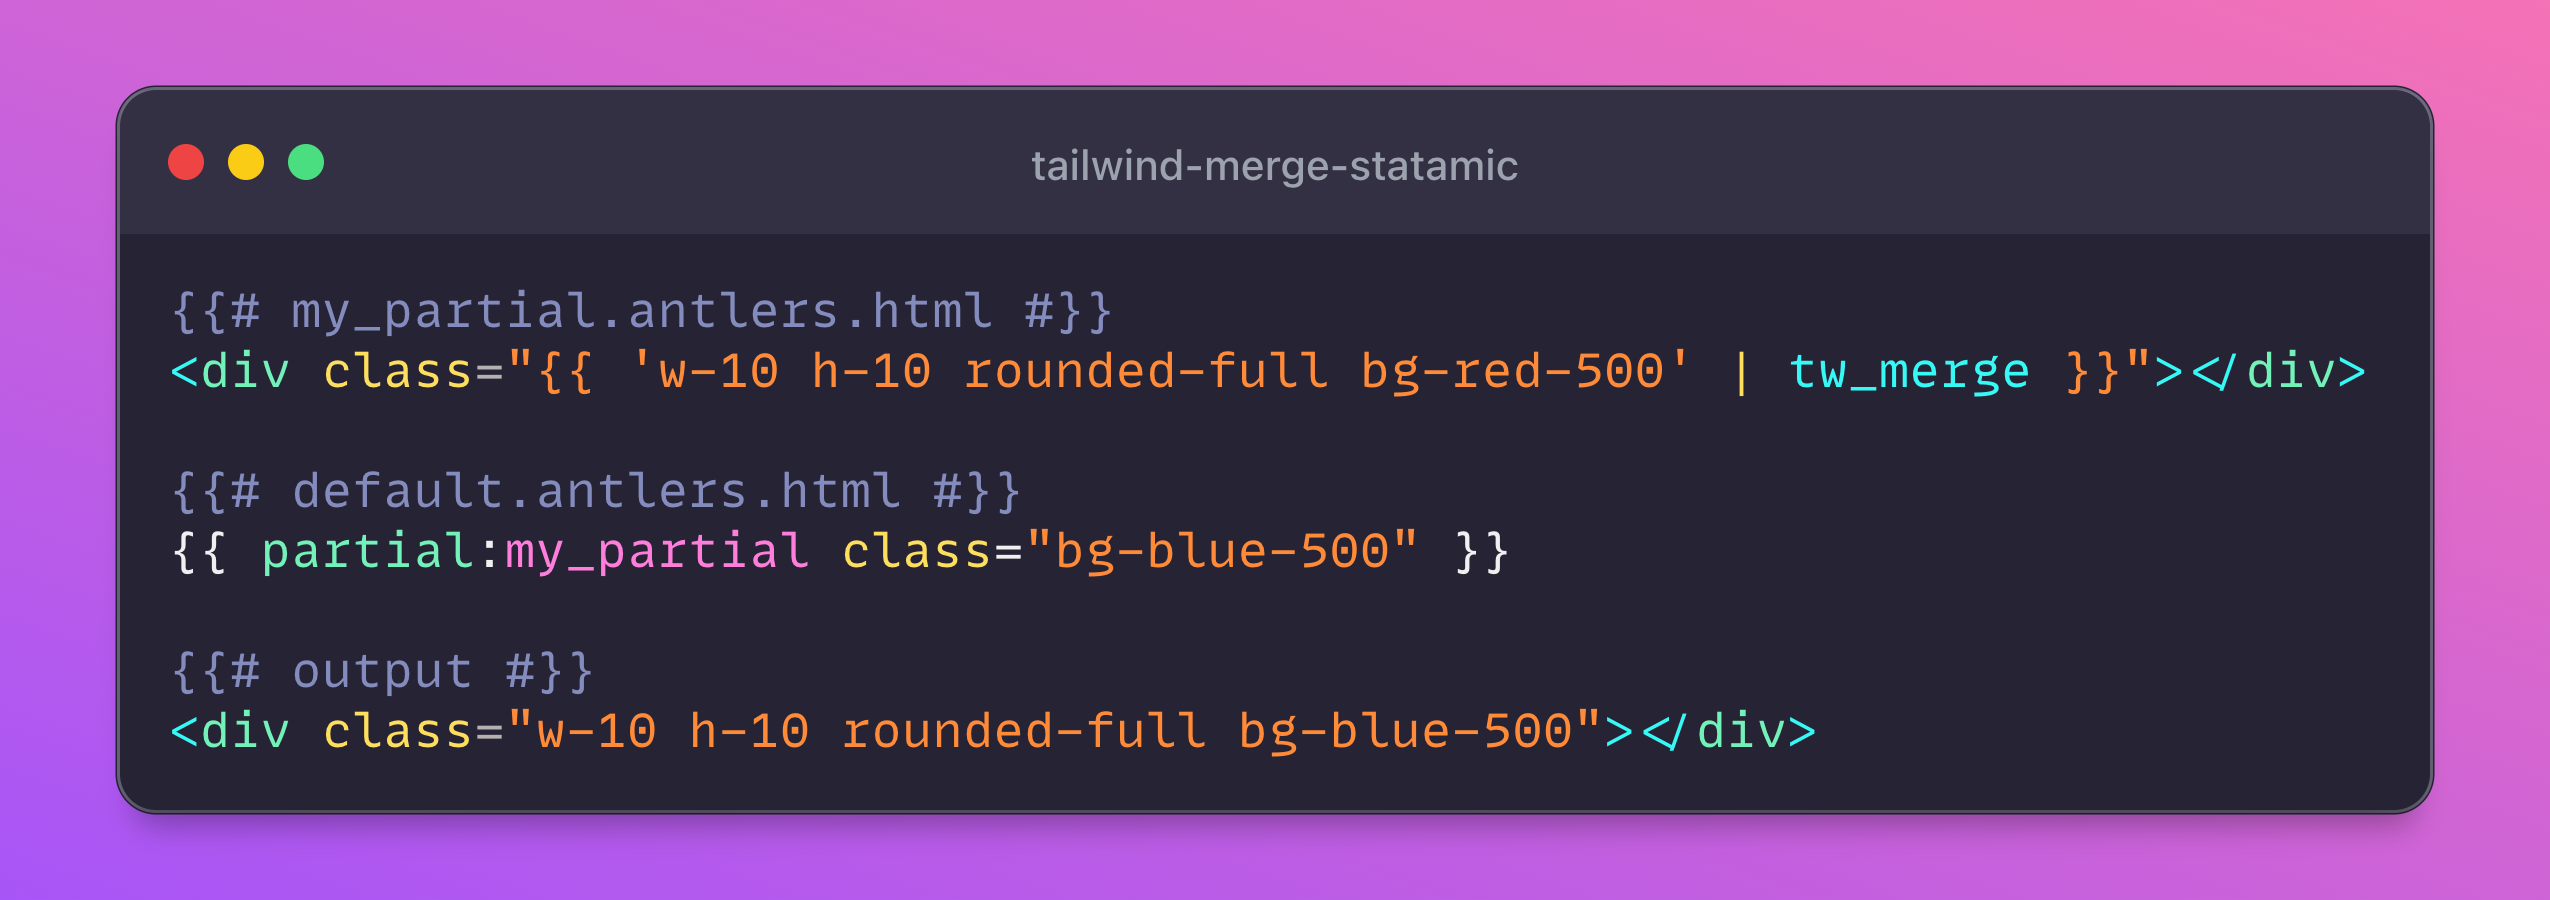 tailwind-merge-statamic
{{# my_partial.antlers.html #}}
<div class="{{ 'w-10 h-10 rounded-full bg-red-500' | tw_merge }}"></div>
{{# default.antlers.html #}}
{{ partial:my_partial class="bg-blue-500" }}
{{# output #}}
<div class="w-10 h-10 rounded-full bg-blue-500"></div>